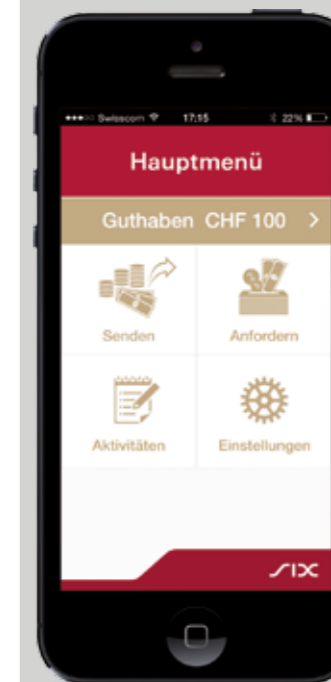 Swisscom 17:15 22%
Hauptmenü
Guthaben CHF 100 >
Senden Anfordern
Aktivitäten Einstellungen
SIX